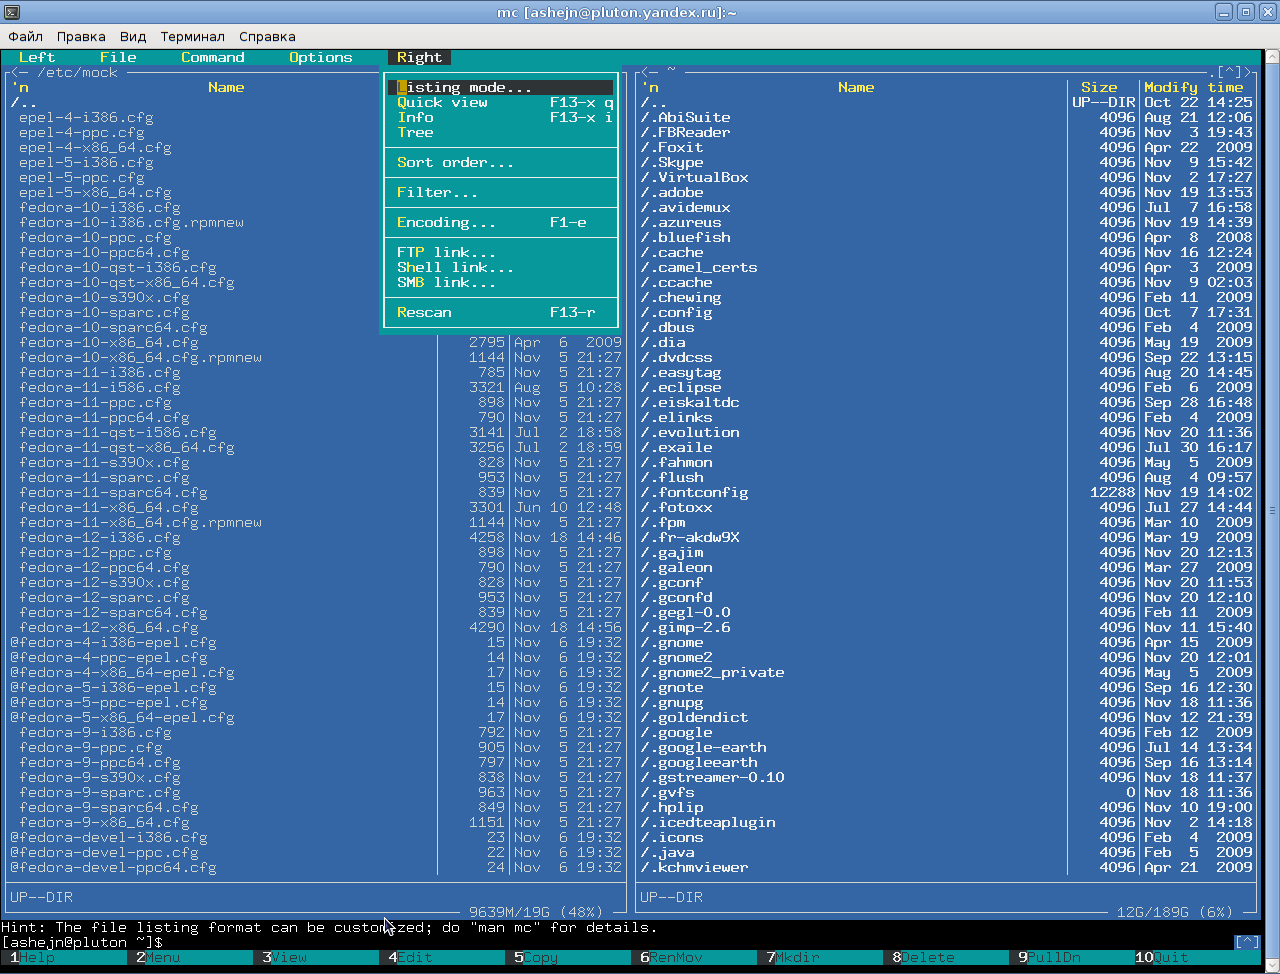 mc [ashejn@pluton.yandex.ru]:~
Файл Правка Вид Терминал Справка
Left File Command Options Right
<─ /etc/mock
'n Name
/..
epel-4-i386.cfg
epel-4-ppc.cfg
epel-4-x86_64.cfg
epel-5-i386.cfg
epel-5-ppc.cfg
epel-5-x86_64.cfg
fedora-10-i386.cfg
fedora-10-i386.cfg.rpmnew
fedora-10-ppc.cfg
fedora-10-ppc64.cfg
fedora-10-qst-i386.cfg
fedora-10-qst-x86_64.cfg
fedora-10-s390x.cfg
fedora-10-sparc.cfg
fedora-10-sparc64.cfg
fedora-10-x86_64.cfg 2795 Apr 6 2009
fedora-10-x86_64.cfg.rpmnew 1144 Nov 5 21:27
fedora-11-i386.cfg 785 Nov 5 21:27
fedora-11-i586.cfg 3321 Aug 5 10:28
fedora-11-ppc.cfg 898 Nov 5 21:27
fedora-11-ppc64.cfg 790 Nov 5 21:27
fedora-11-qst-i586.cfg 3141 Jul 2 18:58
fedora-11-qst-x86_64.cfg 3256 Jul 2 18:59
fedora-11-s390x.cfg 828 Nov 5 21:27
fedora-11-sparc.cfg 953 Nov 5 21:27
fedora-11-sparc64.cfg 839 Nov 5 21:27
fedora-11-x86_64.cfg 3301 Jun 10 12:48
fedora-11-x86_64.cfg.rpmnew 1144 Nov 5 21:27
fedora-12-i386.cfg 4258 Nov 18 14:46
fedora-12-ppc.cfg 898 Nov 5 21:27
fedora-12-ppc64.cfg 790 Nov 5 21:27
fedora-12-s390x.cfg 828 Nov 5 21:27
fedora-12-sparc.cfg 953 Nov 5 21:27
fedora-12-sparc64.cfg 839 Nov 5 21:27
fedora-12-x86_64.cfg 4290 Nov 18 14:56
@fedora-4-i386-epel.cfg 15 Nov 6 19:32
@fedora-4-ppc-epel.cfg 14 Nov 6 19:32
@fedora-4-x86_64-epel.cfg 17 Nov 6 19:32
@fedora-5-i386-epel.cfg 15 Nov 6 19:32
@fedora-5-ppc-epel.cfg 14 Nov 6 19:32
@fedora-5-x86_64-epel.cfg 17 Nov 6 19:32
fedora-9-i386.cfg 792 Nov 5 21:27
fedora-9-ppc.cfg 905 Nov 5 21:27
fedora-9-ppc64.cfg 797 Nov 5 21:27
fedora-9-s390x.cfg 838 Nov 5 21:27
fedora-9-sparc.cfg 963 Nov 5 21:27
fedora-9-sparc64.cfg 849 Nov 5 21:27
fedora-9-x86_64.cfg 1151 Nov 5 21:27
@fedora-devel-i386.cfg 23 Nov 6 19:32
@fedora-devel-ppc.cfg 22 Nov 6 19:32
@fedora-devel-ppc64.cfg 24 Nov 6 19:32
UP--DIR
9639M/19G (48%)
Listing mode...
Quick view F13-x q
Info F13-x i
Tree
Sort order...
Filter...
Encoding... F1-e
FTP link...
Shell link...
SMB link...
Rescan F13-r
<─ ~ .[^]>
'n Name Size Modify time
/.. UP--DIR Oct 22 14:25
/.AbiSuite 4096 Aug 21 12:06
/.FBReader 4096 Nov 3 19:43
/.Foxit 4096 Apr 22 2009
/.Skype 4096 Nov 9 15:42
/.VirtualBox 4096 Nov 2 17:27
/.adobe 4096 Nov 19 13:53
/.avidemux 4096 Jul 7 16:58
/.azureus 4096 Nov 19 14:39
/.bluefish 4096 Apr 8 2008
/.cache 4096 Nov 16 12:24
/.camel_certs 4096 Apr 3 2009
/.ccache 4096 Nov 9 02:03
/.chewing 4096 Feb 11 2009
/.config 4096 Oct 7 17:31
/.dbus 4096 Feb 4 2009
/.dia 4096 May 19 2009
/.dvdcss 4096 Sep 22 13:15
/.easytag 4096 Aug 20 14:45
/.eclipse 4096 Feb 6 2009
/.eiskaltdc 4096 Sep 28 16:48
/.elinks 4096 Feb 4 2009
/.evolution 4096 Nov 20 11:36
/.exaile 4096 Jul 30 16:17
/.fahmon 4096 May 5 2009
/.flush 4096 Aug 4 09:57
/.fontconfig 12288 Nov 19 14:02
/.fotoxx 4096 Jul 27 14:44
/.fpm 4096 Mar 10 2009
/.fr-akdw9X 4096 Mar 19 2009
/.gajim 4096 Nov 20 12:13
/.galeon 4096 Mar 27 2009
/.gconf 4096 Nov 20 11:53
/.gconfd 4096 Nov 20 12:10
/.gegl-0.0 4096 Feb 11 2009
/.gimp-2.6 4096 Nov 11 15:40
/.gnome 4096 Apr 15 2009
/.gnome2 4096 Nov 20 12:01
/.gnome2_private 4096 May 5 2009
/.gnote 4096 Sep 16 12:30
/.gnupg 4096 Nov 18 11:36
/.goldendict 4096 Nov 12 21:39
/.google 4096 Feb 12 2009
/.google-earth 4096 Jul 14 13:34
/.googleearth 4096 Sep 16 13:14
/.gstreamer-0.10 4096 Nov 18 11:37
/.gvfs 0 Nov 18 11:36
/.hplip 4096 Nov 10 19:00
/.icedteaplugin 4096 Nov 2 14:18
/.icons 4096 Feb 4 2009
/.java 4096 Feb 5 2009
/.kchmviewer 4096 Apr 21 2009
UP--DIR
12G/189G (6%)
Hint: The file listing format can be customized; do "man mc" for details.
[ashejn@pluton ~]$ [^]
1Help 2Menu 3View 4Edit 5Copy 6RenMov 7Mkdir 8Delete 9PullDn 10Quit